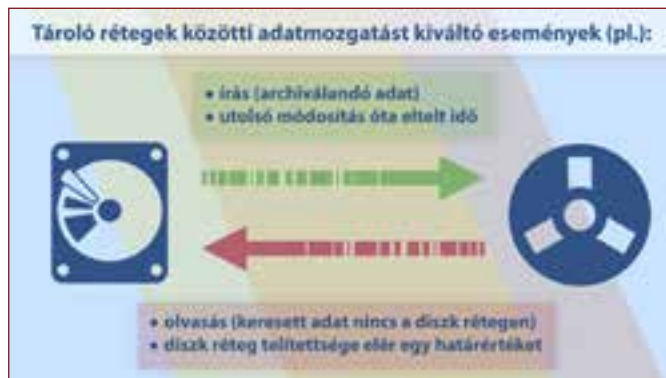 Tároló rétegek közötti adatmozgatást kiváltó események (pl.):
• írás (archiválandó adat)
• utolsó módosítás óta eltelt idő
• olvasás (keresett adat nincs a diszk rétegen)
• diszk réteg telítettsége elér egy határértéket